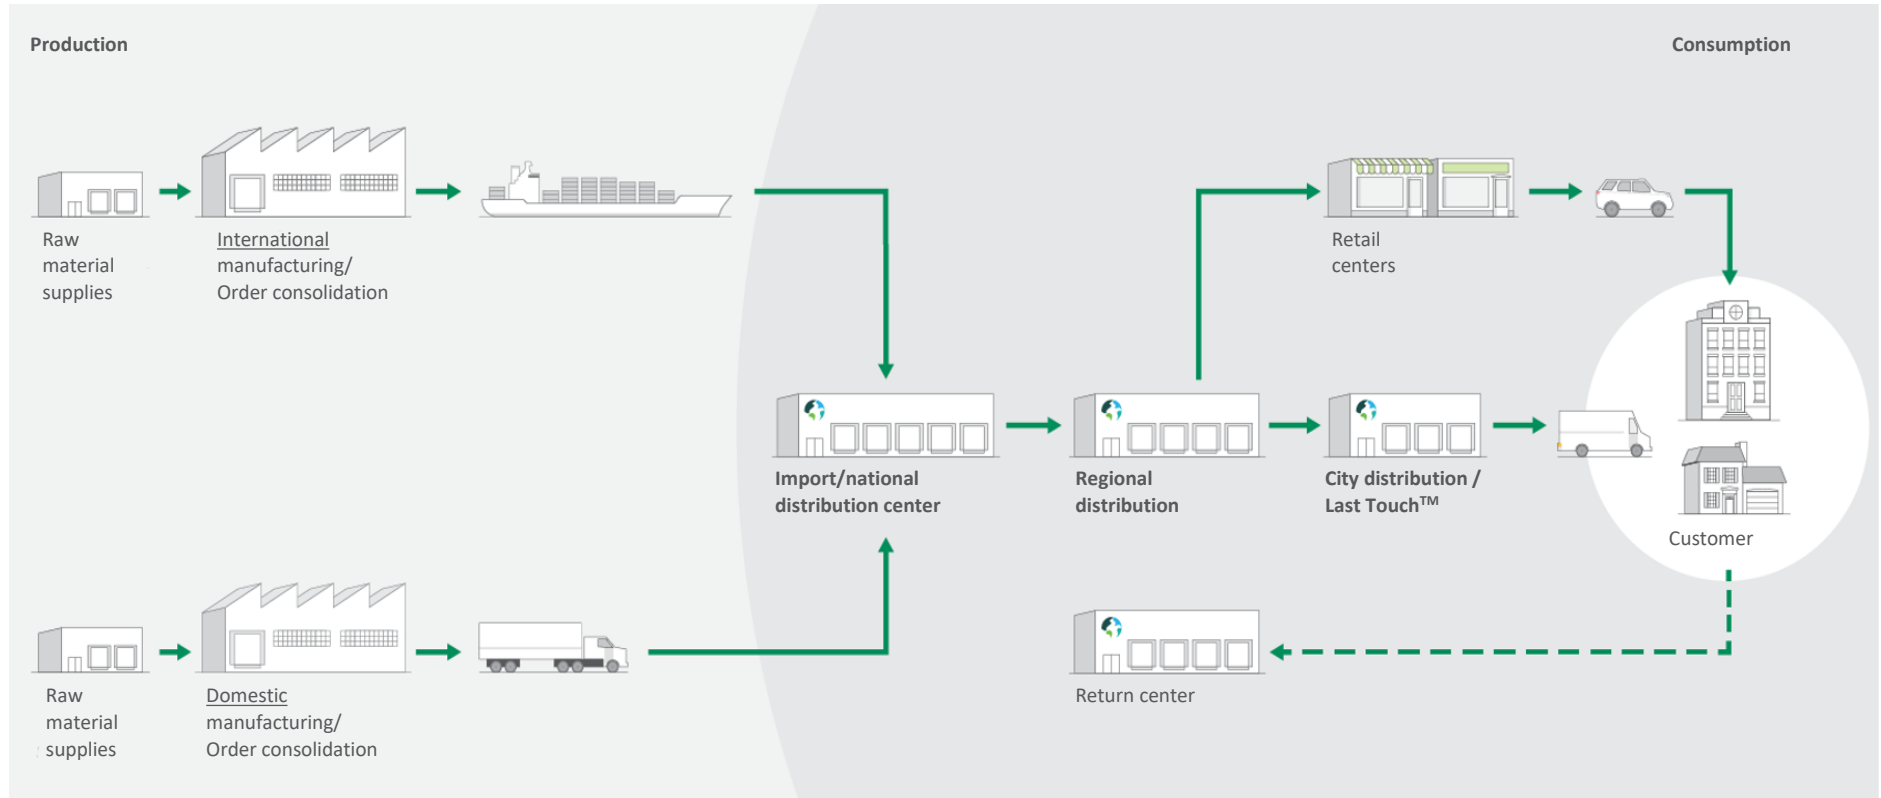 Production
Consumption
Raw
material
supplies
International
manufacturing/
Order consolidation
Retail
centers
Import/national
distribution center
Regional
distribution
City distribution /
Last Touch™
Customer
Return center
Raw
material
supplies
Domestic
manufacturing/
Order consolidation